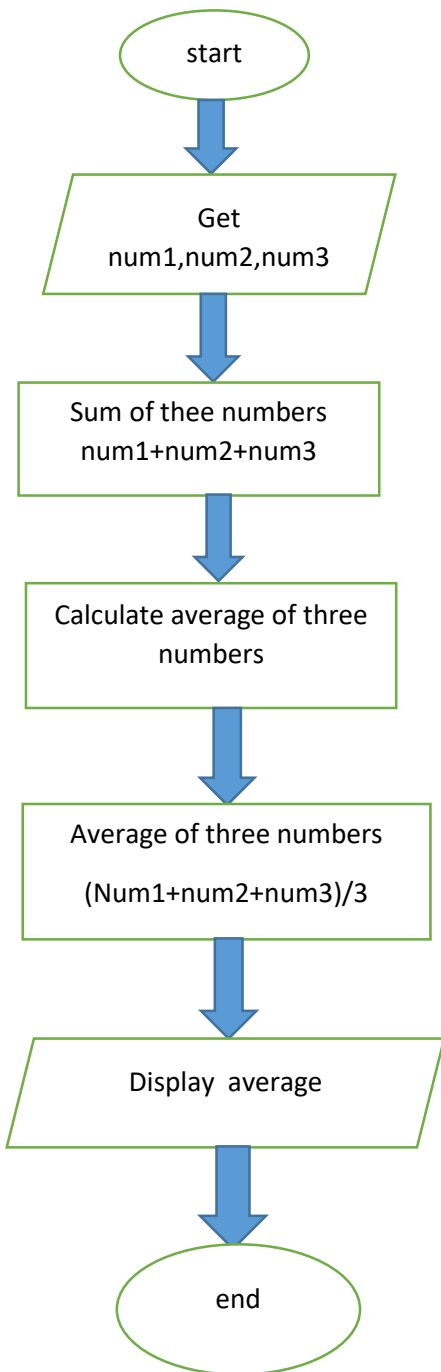 start
Get
num1,num2,num3
Sum of thee numbers
num1+num2+num3
Calculate average of three
numbers
Average of three numbers
(Num1+num2+num3)/3
Display average
end